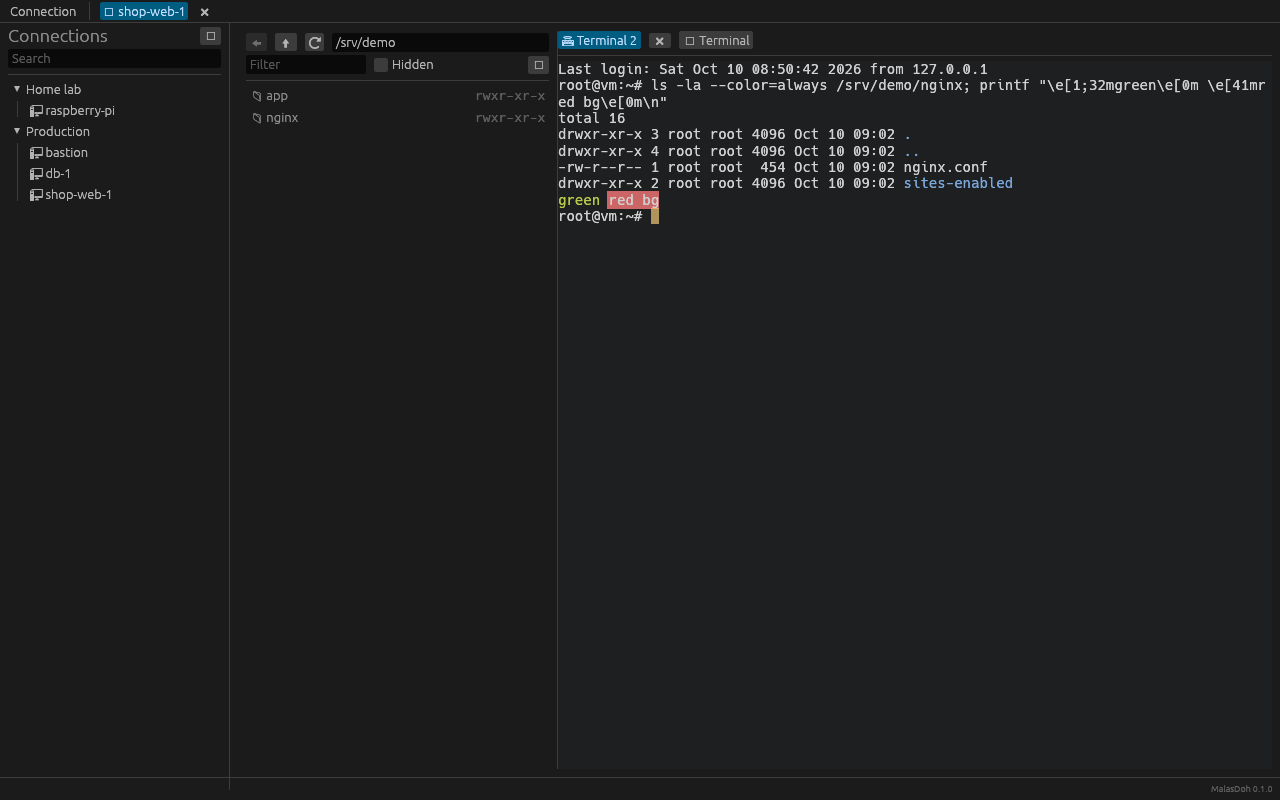 Connection
shop-web-1
Connections
Search
Home lab
raspberry-pi
Production
bastion
db-1
shop-web-1
/srv/demo
Filter
Hidden
app rwxr-xr-x
nginx rwxr-xr-x
Terminal 2
Terminal
Last login: Sat Oct 10 08:50:42 2026 from 127.0.0.1
root@vm:~# ls -la --color=always /srv/demo/nginx; printf "\e[1;32mgreen\e[0m \e[41mr
ed bg\e[0m\n"
total 16
drwxr-xr-x 3 root root 4096 Oct 10 09:02 .
drwxr-xr-x 4 root root 4096 Oct 10 09:02 ..
-rw-r--r-- 1 root root  454 Oct 10 09:02 nginx.conf
drwxr-xr-x 2 root root 4096 Oct 10 09:02 sites-enabled
green red bg
root@vm:~#
MalasDoh 0.1.0